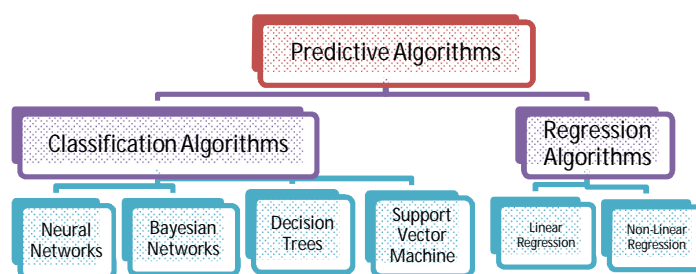 Predictive Algorithms
Classification Algorithms
Regression
Algorithms
Neural
Networks
Bayesian
Networks
Decision
Trees
Support
Vector
Machine
Linear
Regression
Non-Linear
Regression